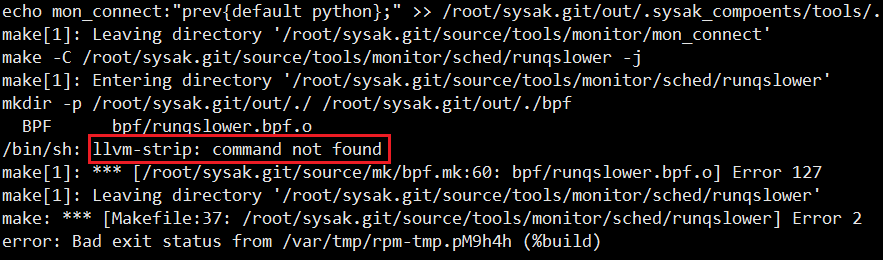 echo mon_connect:"prev{default python};" >> /root/sysak.git/out/.sysak_compoents/tools/.
make[1]: Leaving directory '/root/sysak.git/source/tools/monitor/mon_connect'
make -C /root/sysak.git/source/tools/monitor/sched/runqslower -j
make[1]: Entering directory '/root/sysak.git/source/tools/monitor/sched/runqslower'
mkdir -p /root/sysak.git/out/./ /root/sysak.git/out/./bpf
  BPF      bpf/runqslower.bpf.o
/bin/sh: llvm-strip: command not found
make[1]: *** [/root/sysak.git/source/mk/bpf.mk:60: bpf/runqslower.bpf.o] Error 127
make[1]: Leaving directory '/root/sysak.git/source/tools/monitor/sched/runqslower'
make: *** [Makefile:37: /root/sysak.git/source/tools/monitor/sched/runqslower] Error 2
error: Bad exit status from /var/tmp/rpm-tmp.pM9h4h (%build)